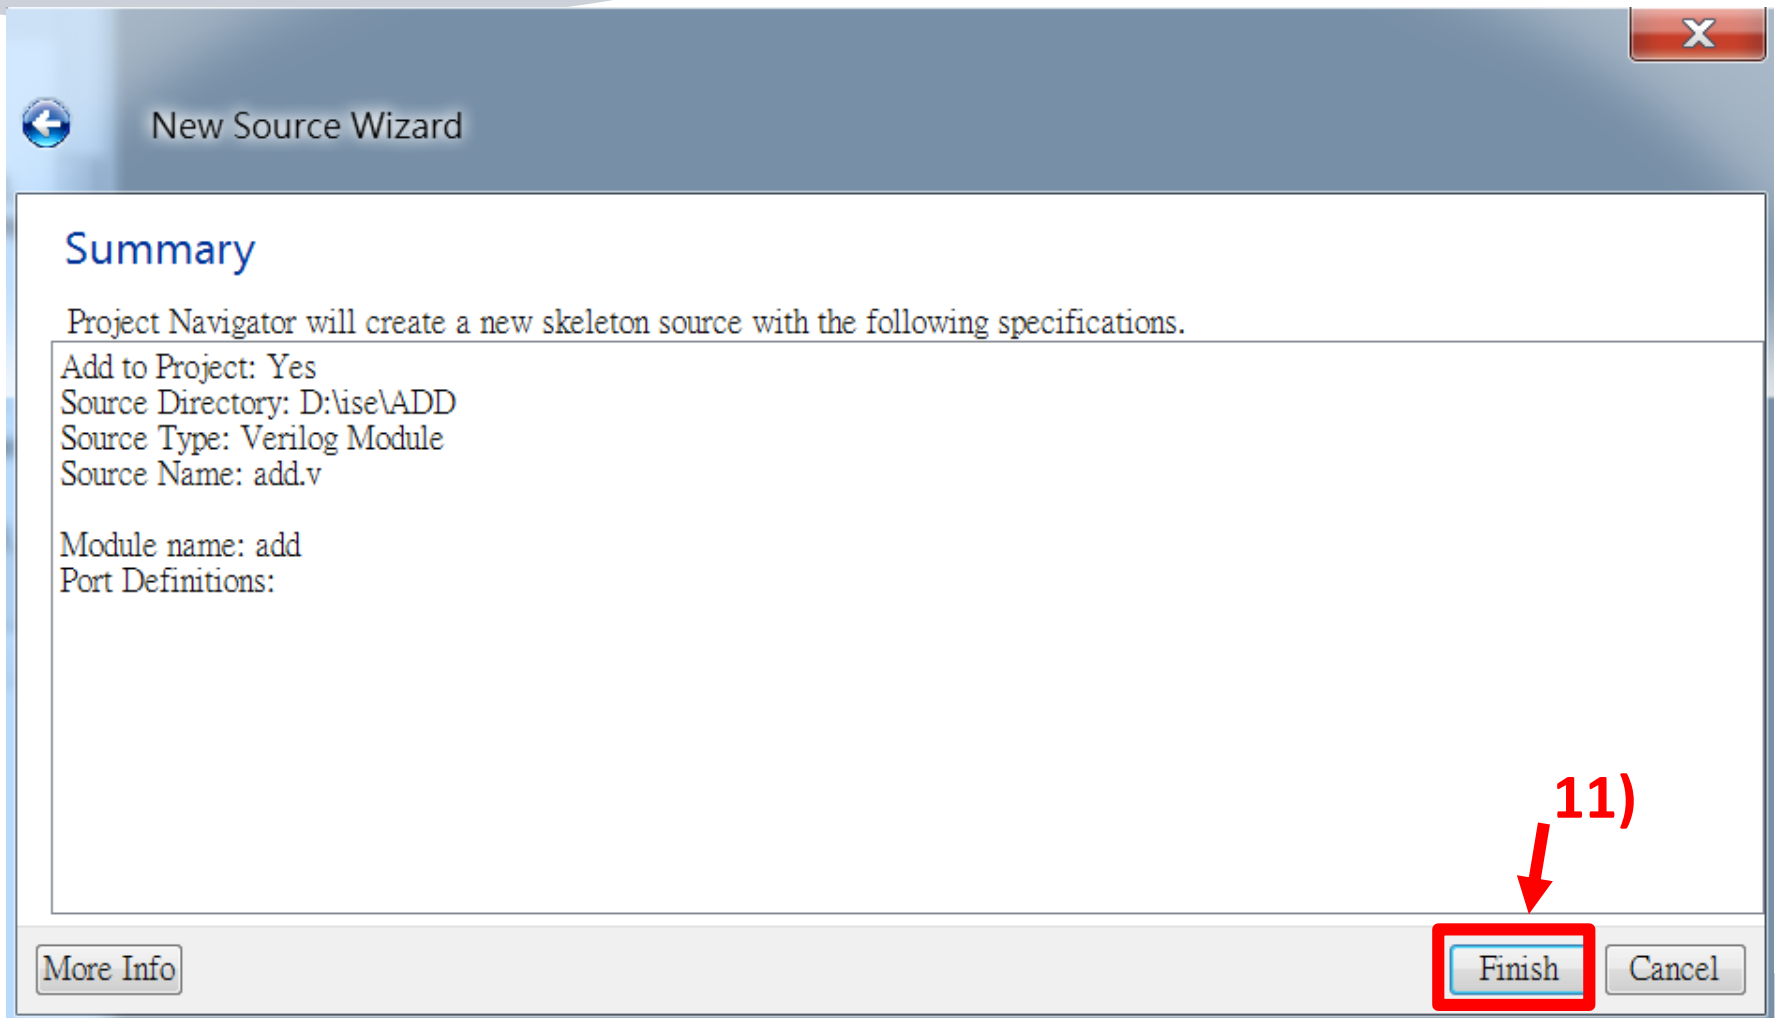 New Source Wizard
Summary
Project Navigator will create a new skeleton source with the following specifications.
Add to Project: Yes
Source Directory: D:\ise\ADD
Source Type: Verilog Module
Source Name: add.v
Module name: add
Port Definitions:
11)
More Info
Finish
Cancel